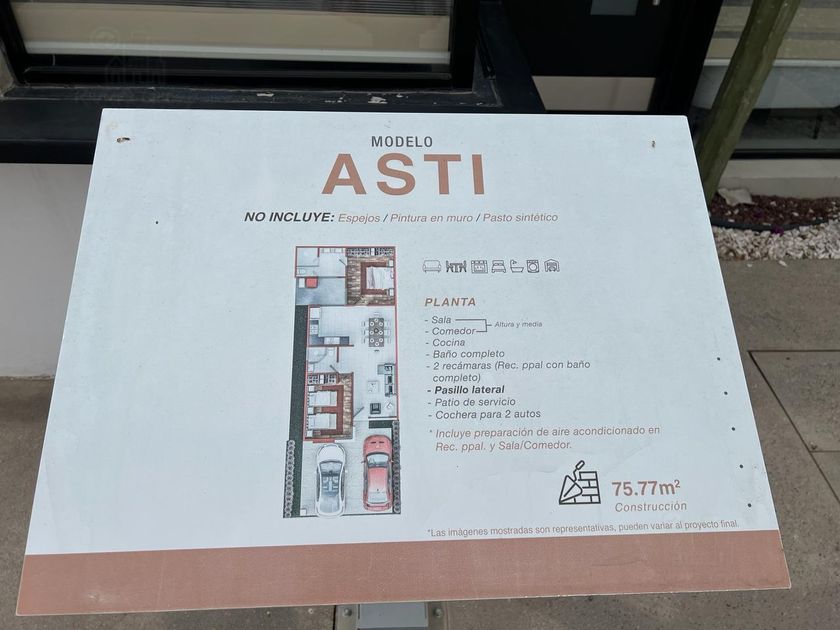 MODELO
ASTI
NO INCLUYE: Espejos / Pintura en muro / Pasto sintético
PLANTA
- Sala
- Comedor
Altura y media
- Cocina
- Baño completo
- 2 recámaras (Rec. ppal con baño
completo)
- Pasillo lateral
- Patio de servicio
- Cochera para 2 autos
* Incluye preparación de aire acondicionado en
Rec. ppal. y Sala/Comedor.
75.77m²
Construcción
*Las imágenes mostradas son representativas, pueden variar al proyecto final.